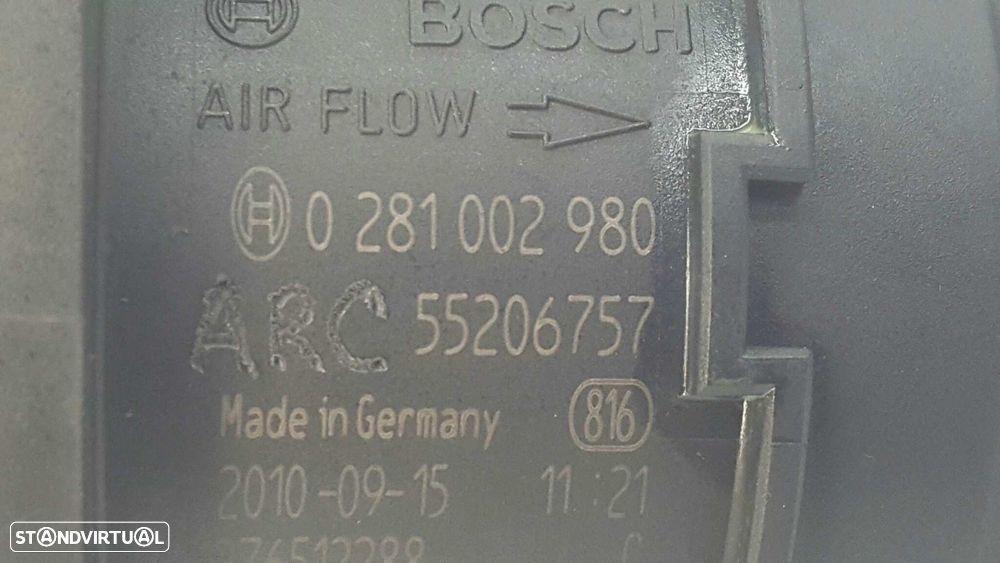 BOSCH
AIR FLOW
0 281 002 980
ARC 55206757
Made in Germany 816
2010-09-15 11:21
STANDVIRTUAL